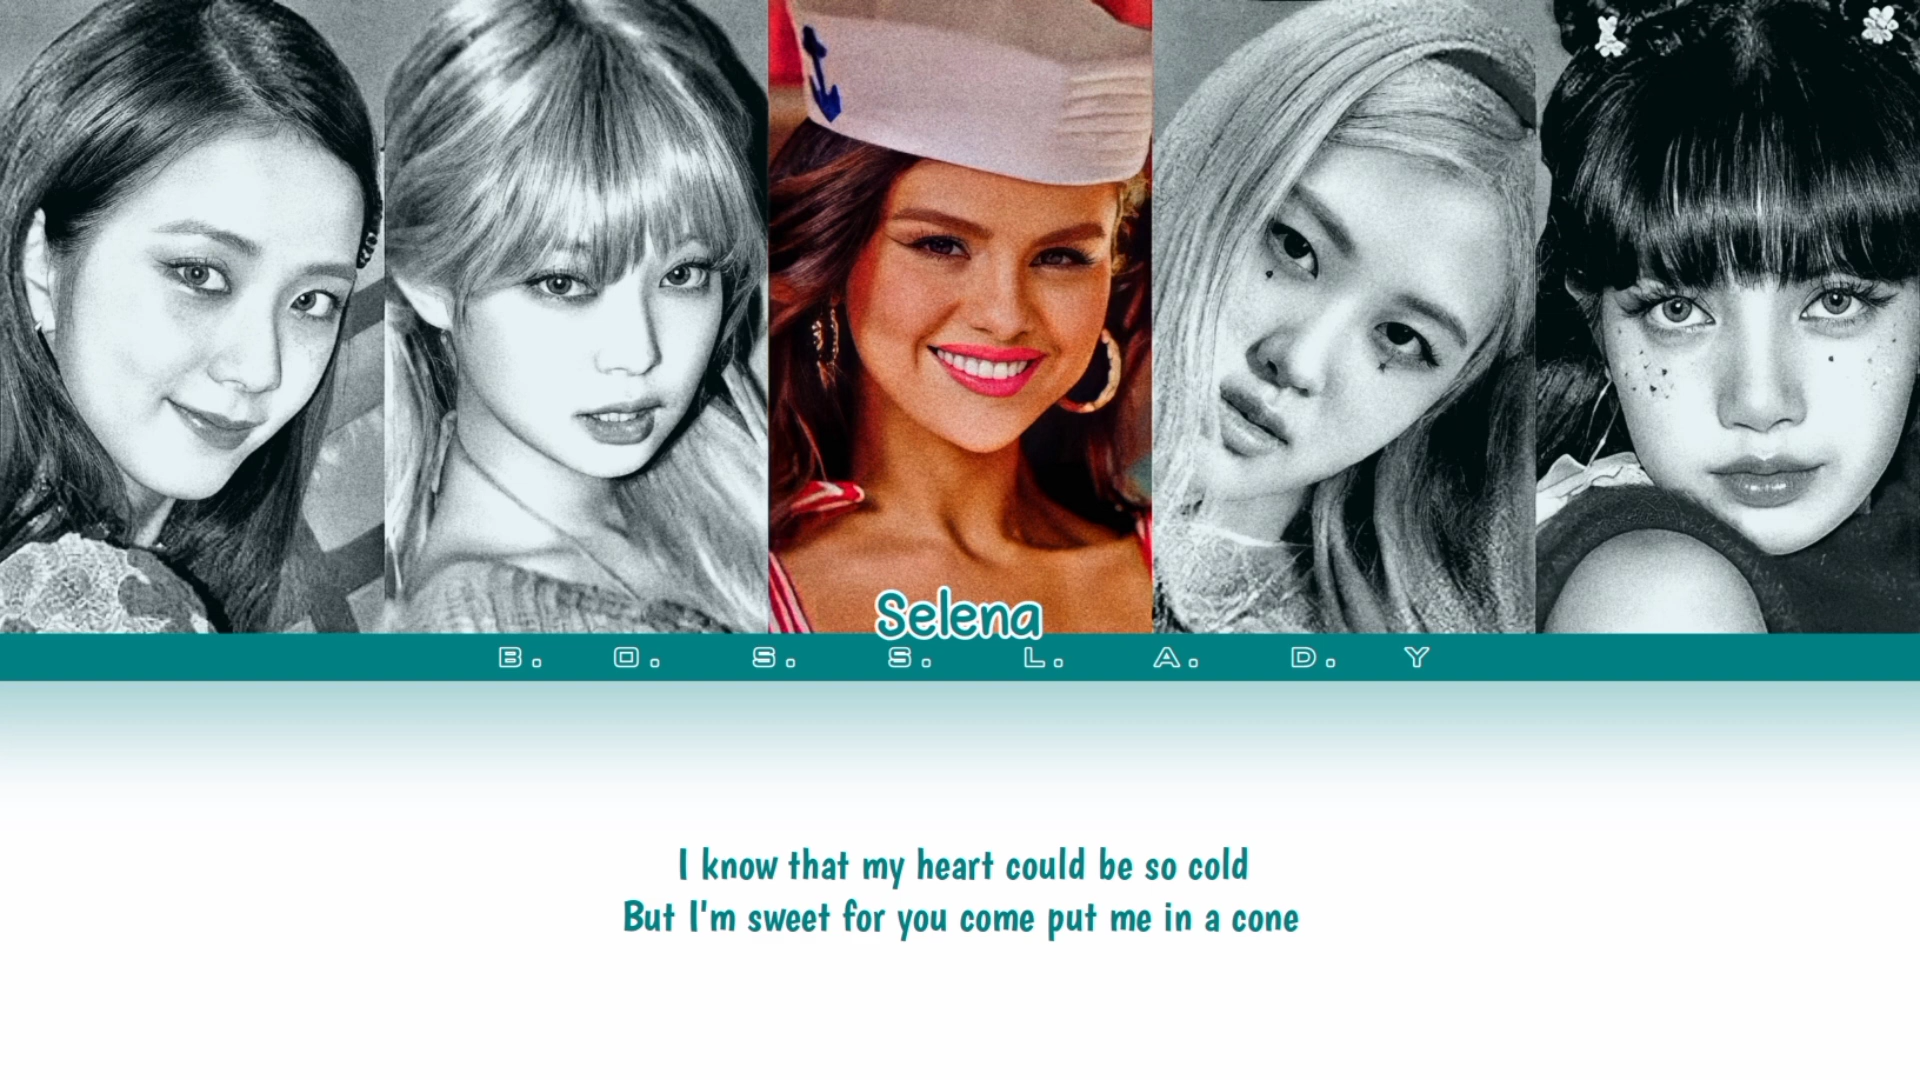 Selena
B. O. S. S. L. A. D. Y
I know that my heart could be so cold
But I'm sweet for you come put me in a cone